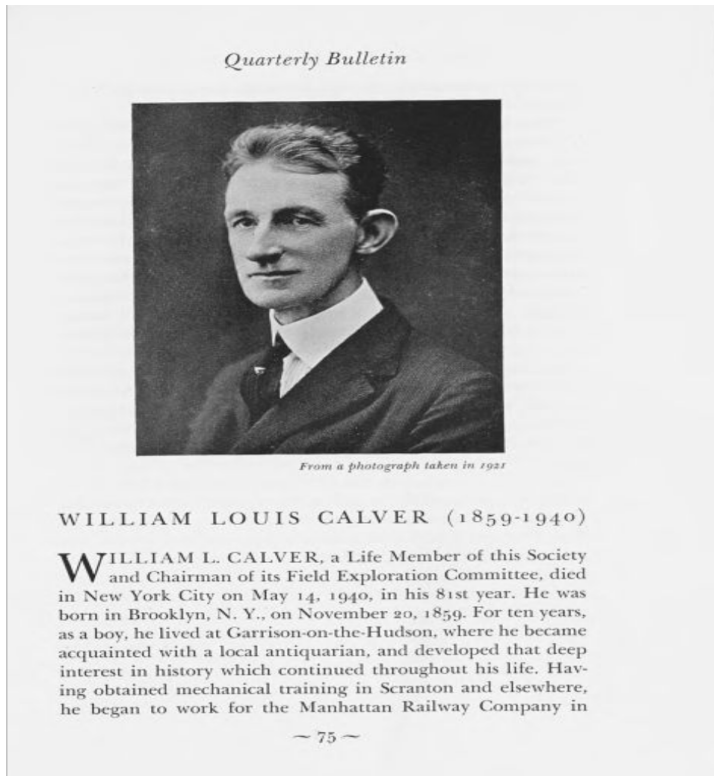 Quarterly Bulletin
From a photograph taken in 1921
WILLIAM LOUIS CALVER (1859-1940)
WILLIAM L. CALVER, a Life Member of this Society
and Chairman of its Field Exploration Committee, died
in New York City on May 14, 1940, in his 81st year. He was
born in Brooklyn, N. Y., on November 20, 1859. For ten years,
as a boy, he lived at Garrison-on-the-Hudson, where he became
acquainted with a local antiquarian, and developed that deep
interest in history which continued throughout his life. Hav-
ing obtained mechanical training in Scranton and elsewhere,
he began to work for the Manhattan Railway Company in
~ 75 ~